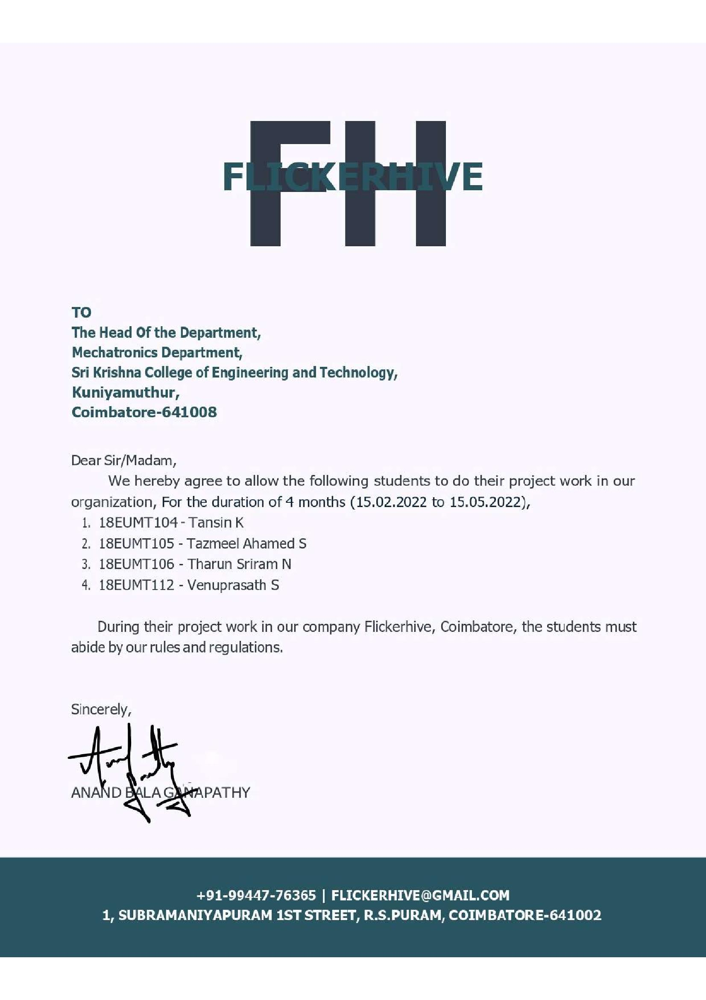 FH
FLICKERHIVE
TO
The Head Of the Department,
Mechatronics Department,
Sri Krishna College of Engineering and Technology,
Kuniyamuthur,
Coimbatore-641008
Dear Sir/Madam,
We hereby agree to allow the following students to do their project work in our
organization, For the duration of 4 months (15.02.2022 to 15.05.2022),
1. 18EUMT104 - Tansin K
2. 18EUMT105 - Tazmeel Ahamed S
3. 18EUMT106 - Tharun Sriram N
4. 18EUMT112 - Venuprasath S
During their project work in our company Flickerhive, Coimbatore, the students must
abide by our rules and regulations.
Sincerely,
ANAND BALA GANAPATHY
+91-99447-76365 | FLICKERHIVE@GMAIL.COM
1, SUBRAMANIYAPURAM 1ST STREET, R.S.PURAM, COIMBATORE-641002